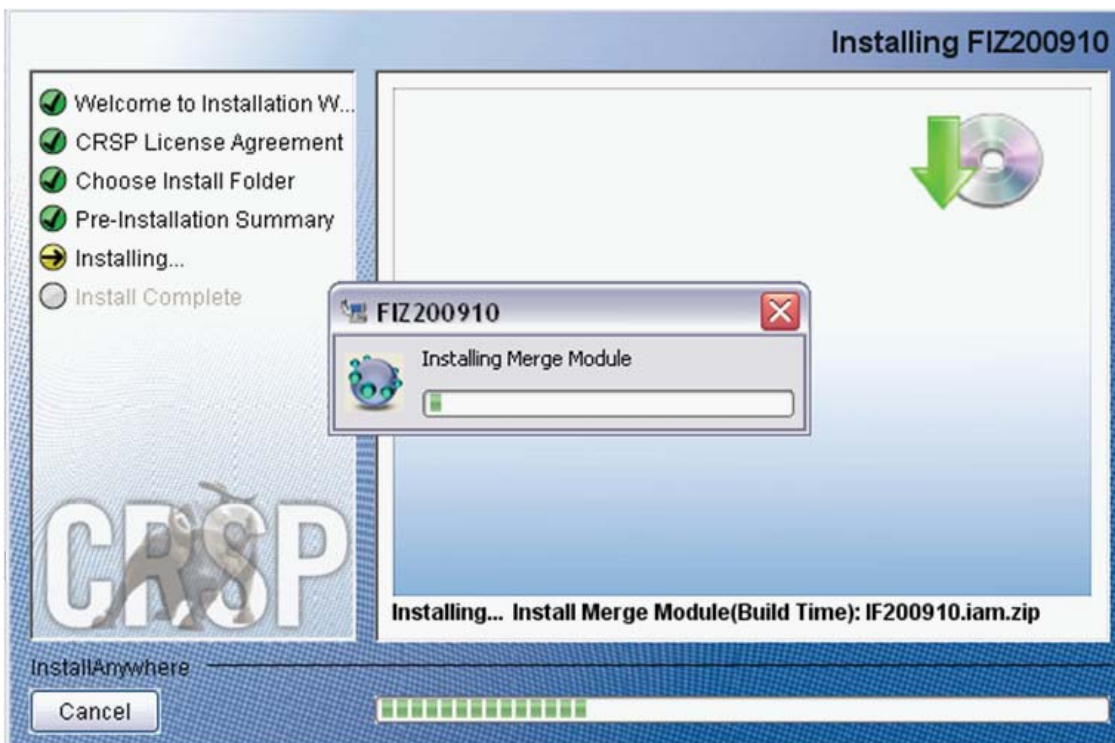 Installing FIZ200910
Welcome to Installation W...
CRSP License Agreement
Choose Install Folder
Pre-Installation Summary
Installing...
Install Complete
FIZ200910
Installing Merge Module
CRSP
Installing... Install Merge Module(Build Time): IF200910.iam.zip
InstallAnywhere
Cancel